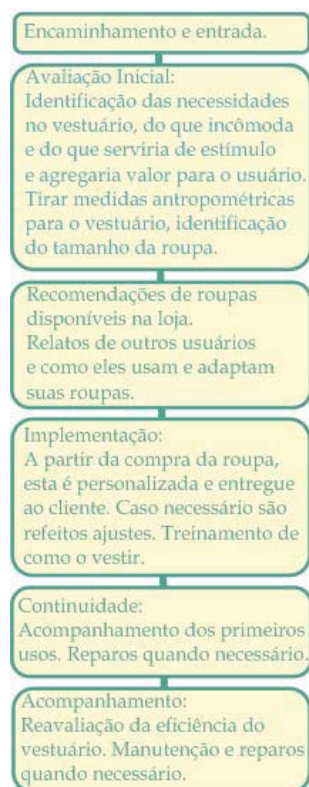 Encaminhamento e entrada.
Avaliação Inicial:
Identificação das necessidades
no vestuário, do que incômoda
e do que serviria de estímulo
e agregaria valor para o usuário.
Tirar medidas antropométricas
para o vestuário, identificação
do tamanho da roupa.
Recomendações de roupas
disponíveis na loja.
Relatos de outros usuários
e como eles usam e adaptam
suas roupas.
Implementação:
A partir da compra da roupa,
esta é personalizada e entregue
ao cliente. Caso necessário são
refeitos ajustes. Treinamento de
como o vestir.
Continuidade:
Acompanhamento dos primeiros
usos. Reparos quando necessário.
Acompanhamento:
Reavaliação da eficiência do
vestuário. Manutenção e reparos
quando necessário.